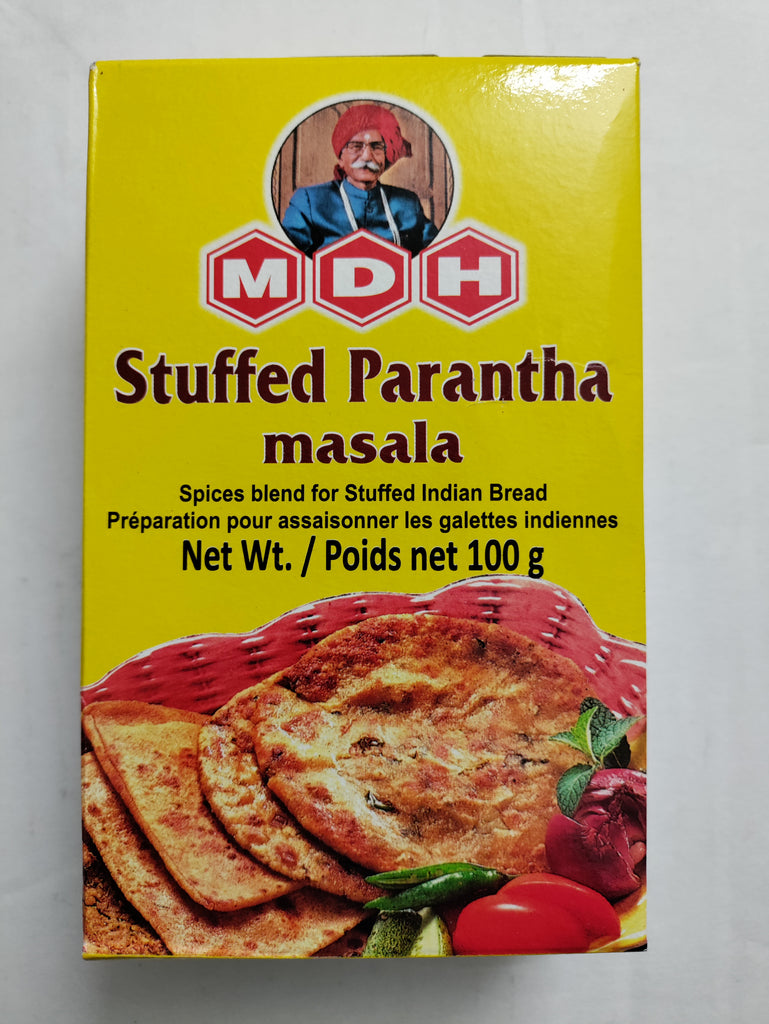 MDH
Stuffed Parantha
masala
Spices blend for Stuffed Indian Bread
Préparation pour assaisonner les galettes indiennes
Net Wt. / Poids net 100 g